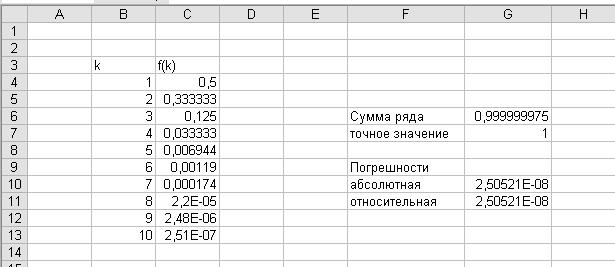 A B C D E F G H
1
2
3 k f(k)
4 1 0,5
5 2 0,333333
6 3 0,125 Сумма ряда 0,999999975
7 4 0,033333 точное значение 1
8 5 0,006944
9 6 0,00119 Погрешности
10 7 0,000174 абсолютная 2,50521E-08
11 8 2,2E-05 относительная 2,50521E-08
12 9 2,48E-06
13 10 2,51E-07
14